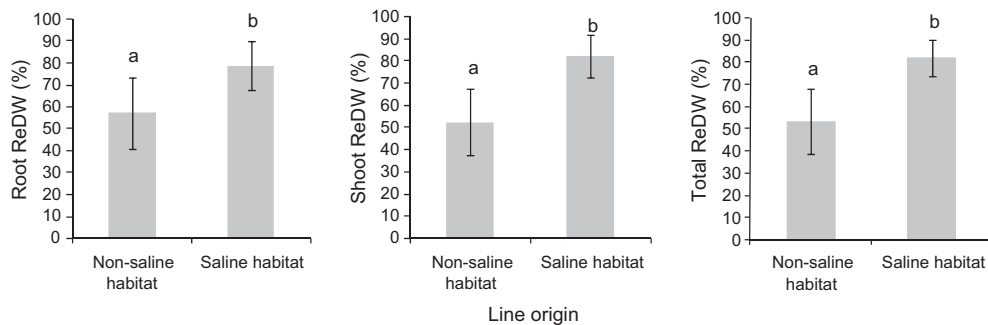 Root ReDW (%)
100
90
80
70
60
50
40
30
20
10
0
a
b
Non-saline
habitat
Saline habitat
Shoot ReDW (%)
100
90
80
70
60
50
40
30
20
10
0
a
b
Non-saline
habitat
Saline habitat
Total ReDW (%)
100
90
80
70
60
50
40
30
20
10
0
a
b
Non-saline
habitat
Saline habitat
Line origin